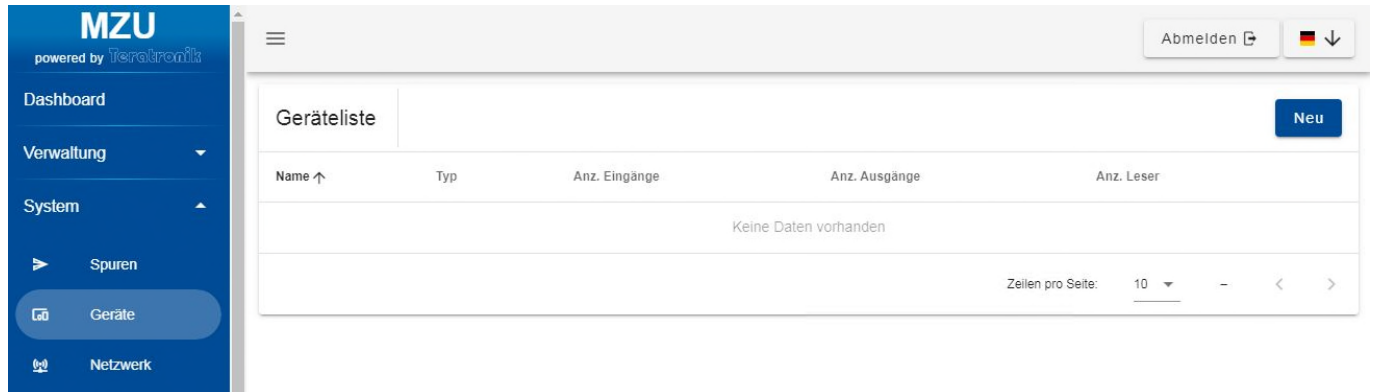 MZU
powered by Teratronik
Abmelden
Dashboard
Verwaltung
System
Spuren
Geräte
Netzwerk
Geräteliste
Neu
Name Typ Anz. Eingänge Anz. Ausgänge Anz. Leser
Keine Daten vorhanden
Zeilen pro Seite: 10 –